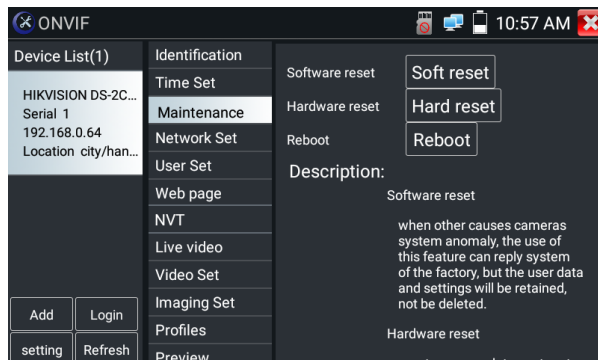 ONVIF
10:57 AM
Device List(1)
HIKVISION DS-2C...
Serial 1
192.168.0.64
Location city/han...
Add
Login
setting
Refresh
Identification
Time Set
Maintenance
Network Set
User Set
Web page
NVT
Live video
Video Set
Imaging Set
Profiles
Preview
Software reset Soft reset
Hardware reset Hard reset
Reboot Reboot
Description:
Software reset
when other causes cameras
system anomaly, the use of
this feature can reply system
of the factory, but the user data
and settings will be retained,
not be deleted.
Hardware reset